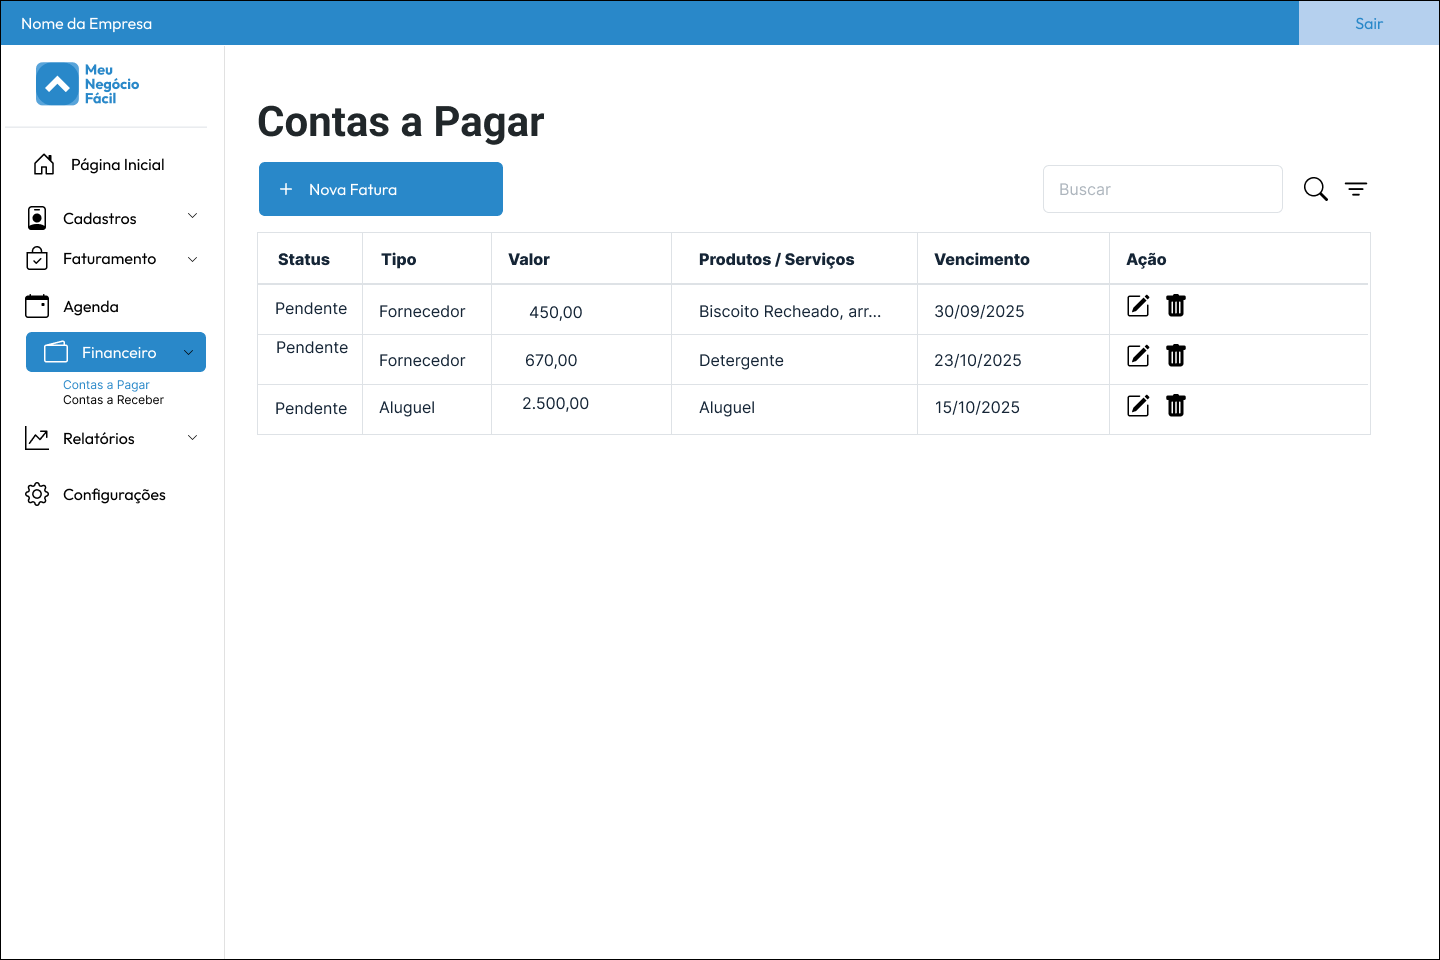 Nome da Empresa
Sair
Meu
Negócio
Fácil
Página Inicial
Cadastros
Faturamento
Agenda
Financeiro
Contas a Pagar
Contas a Receber
Relatórios
Configurações
Contas a Pagar
+ Nova Fatura
Buscar
Status Tipo Valor Produtos / Serviços Vencimento Ação
Pendente Fornecedor 450,00 Biscoito Recheado, arr... 30/09/2025
Pendente Fornecedor 670,00 Detergente 23/10/2025
Pendente Aluguel 2.500,00 Aluguel 15/10/2025